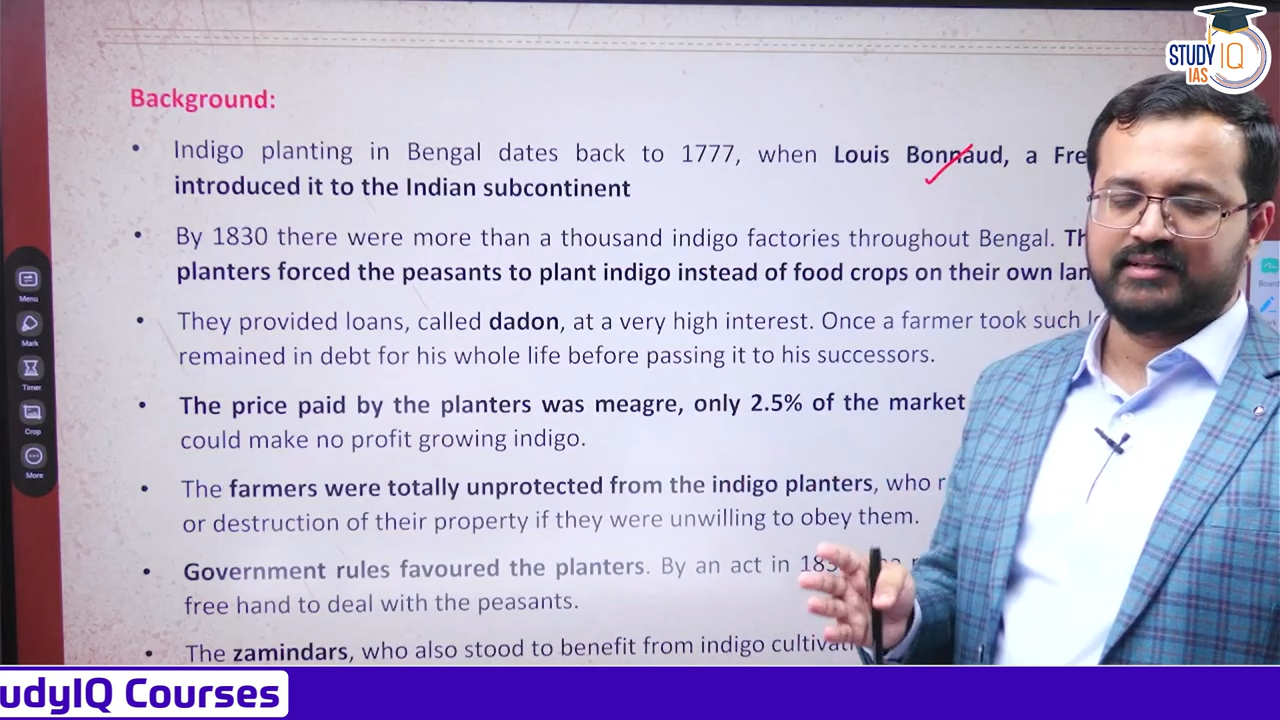 STUDY IQ
IAS
Background:
• Indigo planting in Bengal dates back to 1777, when Louis Bonnaud, a Fre
introduced it to the Indian subcontinent
• By 1830 there were more than a thousand indigo factories throughout Bengal. Th
planters forced the peasants to plant indigo instead of food crops on their own lan
• They provided loans, called dadon, at a very high interest. Once a farmer took such
remained in debt for his whole life before passing it to his successors.
• The price paid by the planters was meagre, only 2.5% of the market
could make no profit growing indigo.
• The farmers were totally unprotected from the indigo planters, who
or destruction of their property if they were unwilling to obey them.
• Government rules favoured the planters. By an act in 183
free hand to deal with the peasants.
• The zamindars, who also stood to benefit from indigo cultivati
Menu
Mark
Timer
Crop
More
Board
udyIQ Courses